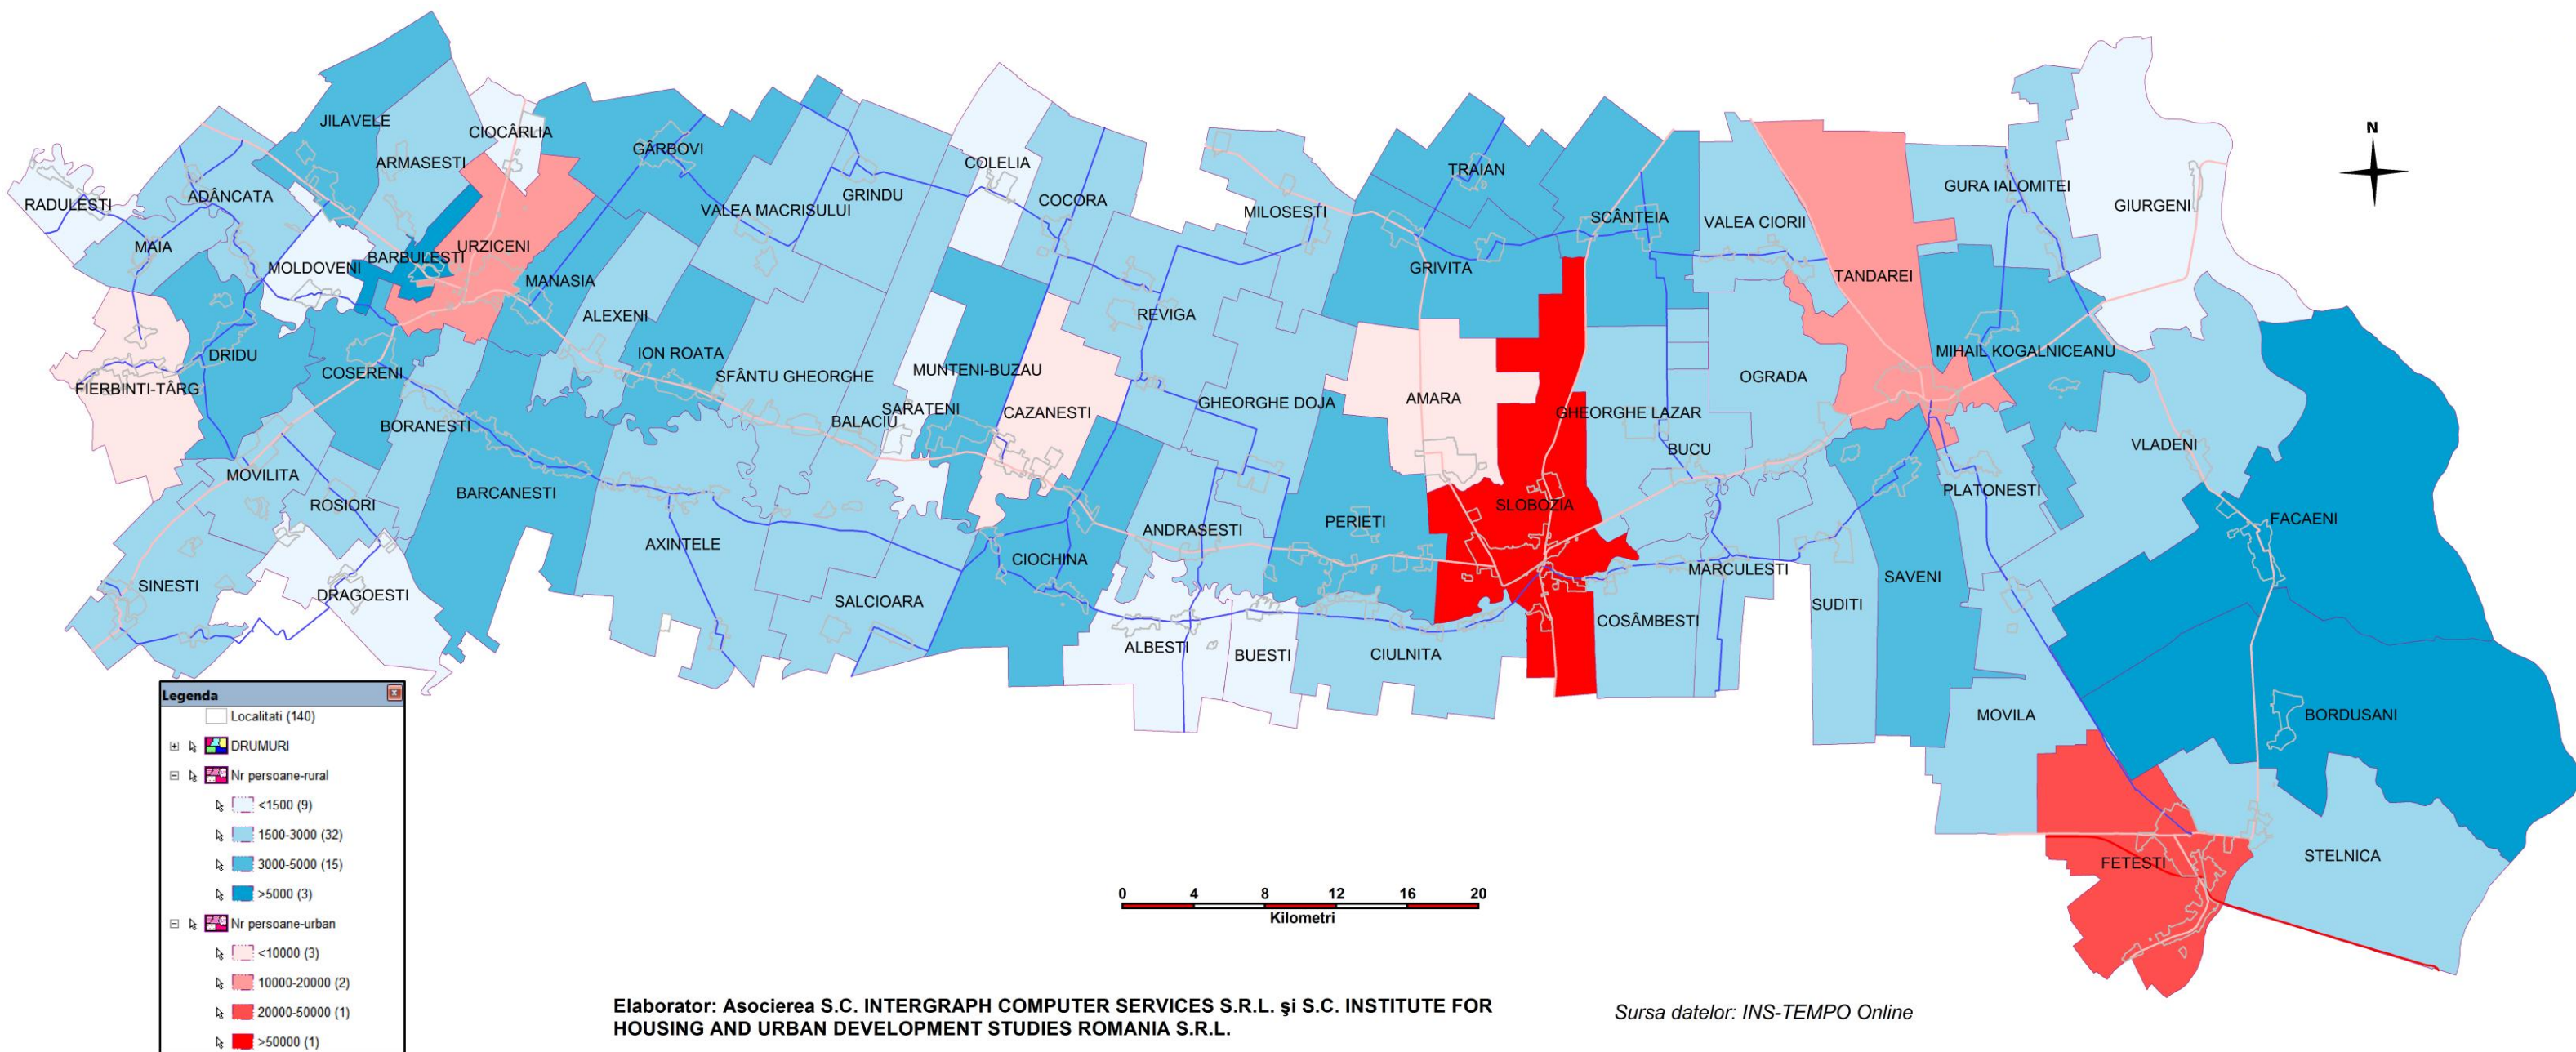 JILAVELE
CIOCÂRLIA
N
ARMASESTI
GÂRBOVI
COLELIA
TRAIAN
RADULESTI
ADÂNCATA
GRINDU
VALEA MACRISULUI
COCORA
MILOSESTI
SCÂNTEIA
VALEA CIORII
GURA IALOMITEI
GIURGENI
MAIA
MOLDOVENI
BARBULESTI
URZICENI
MANASIA
GRIVITA
TANDAREI
ALEXENI
REVIGA
DRIDU
ION ROATA
FIERBINTI-TÂRG
COSERENI
SFÂNTU GHEORGHE
MUNTENI-BUZAU
OGRADA
MIHAIL KOGALNICEANU
BORANESTI
BALACIU
SARATENI
CAZANESTI
GHEORGHE DOJA
AMARA
GHEORGHE LAZAR
BUCU
VLADENI
MOVILITA
ROSIORI
BARCANESTI
SLOBOZIA
PLATONESTI
AXINTELE
CIOCHINA
ANDRASESTI
PERIETI
FACAENI
SINESTI
DRAGOESTI
SALCIOARA
MARCULESTI
SUDITI
SAVENI
ALBESTI
BUESTI
CIULNITA
COSÂMBESTI
MOVILA
BORDUSANI
FETESTI
STELNICA
Legenda
Localitati (140)
DRUMURI
Nr persoane-rural
<1500 (9)
1500-3000 (32)
3000-5000 (15)
>5000 (3)
Nr persoane-urban
<10000 (3)
10000-20000 (2)
20000-50000 (1)
>50000 (1)
0 4 8 12 16 20
Kilometri
Elaborator: Asocierea S.C. INTERGRAPH COMPUTER SERVICES S.R.L. şi S.C. INSTITUTE FOR
HOUSING AND URBAN DEVELOPMENT STUDIES ROMANIA S.R.L.
Sursa datelor: INS-TEMPO Online